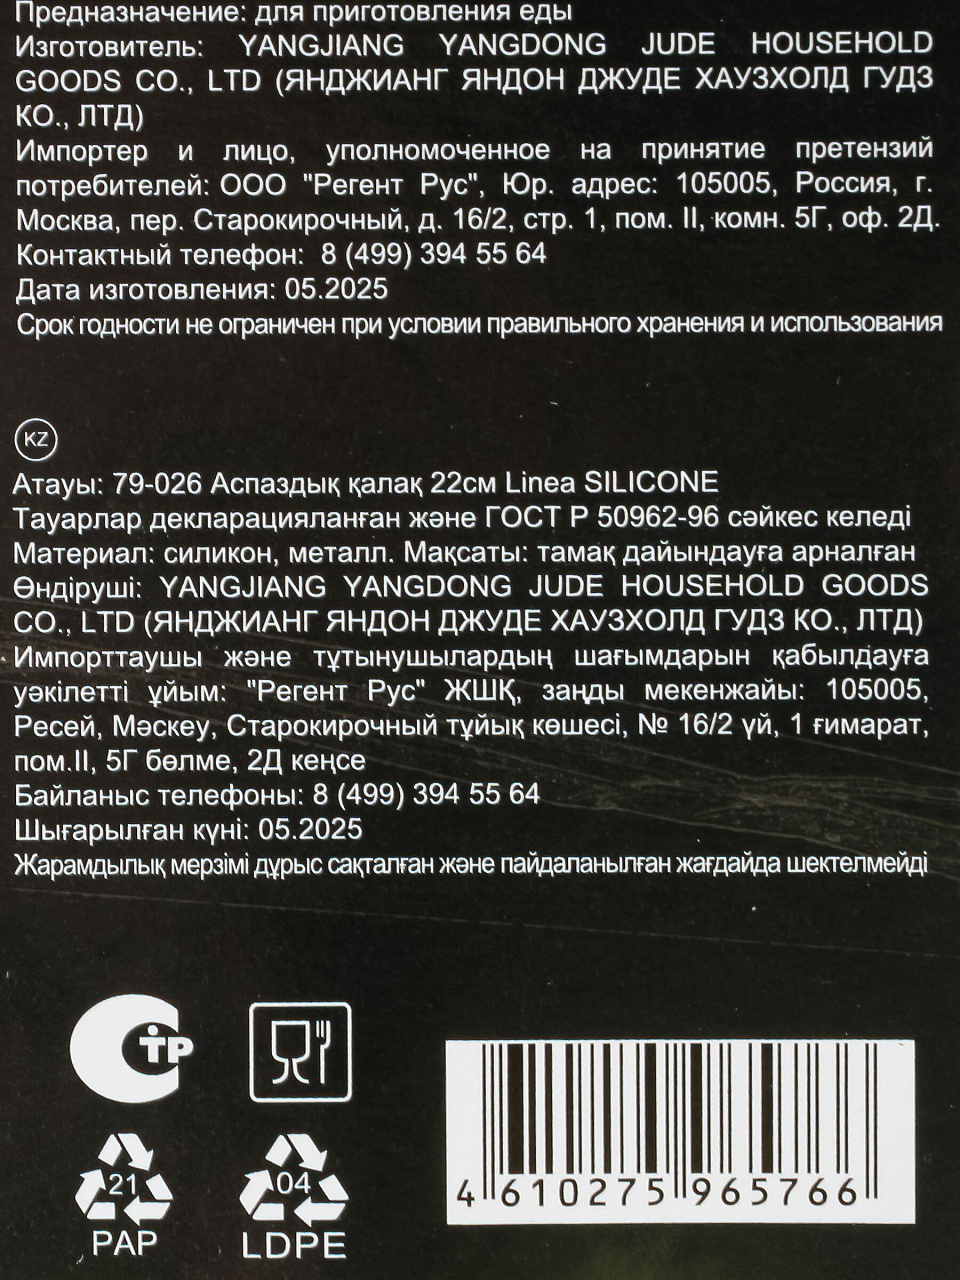 Предназначение: для приготовления еды
Изготовитель: YANGJIANG YANGDONG JUDE HOUSEHOLD
GOODS CO., LTD (ЯНДЖИАНГ ЯНДОН ДЖУДЕ ХАУЗХОЛД ГУДЗ
КО., ЛТД)
Импортер и лицо, уполномоченное на принятие претензий
потребителей: ООО "Регент Рус", Юр. адрес: 105005, Россия, г.
Москва, пер. Старокирочный, д. 16/2, стр. 1, пом. II, комн. 5Г, оф. 2Д.
Контактный телефон: 8 (499) 394 55 64
Дата изготовления: 05.2025
Срок годности не ограничен при условии правильного хранения и использования
KZ
Атауы: 79-026 Аспаздық қалақ 22см Linea SILICONE
Тауарлар декларацияланған және ГОСТ Р 50962-96 сәйкес келеді
Материал: силикон, металл. Мақсаты: тамақ дайындауға арналған
Өндіруші: YANGJIANG YANGDONG JUDE HOUSEHOLD GOODS
CO., LTD (ЯНДЖИАНГ ЯНДОН ДЖУДЕ ХАУЗХОЛД ГУДЗ КО., ЛТД)
Импорттаушы және тұтынушылардың шағымдарын қабылдауға
уәкілетті ұйым: "Регент Рус" ЖШҚ, заңды мекенжайы: 105005,
Ресей, Мәскеу, Старокирочный тұйық көшесі, № 16/2 үй, 1 ғимарат,
пом.II, 5Г бөлме, 2Д кеңсе
Байланыс телефоны: 8 (499) 394 55 64
Шығарылған күні: 05.2025
Жарамдылық мерзімі дұрыс сақталған және пайдаланылған жағдайда шектелмейді
СТР
21
PAP
04
LDPE
4 610275 965766